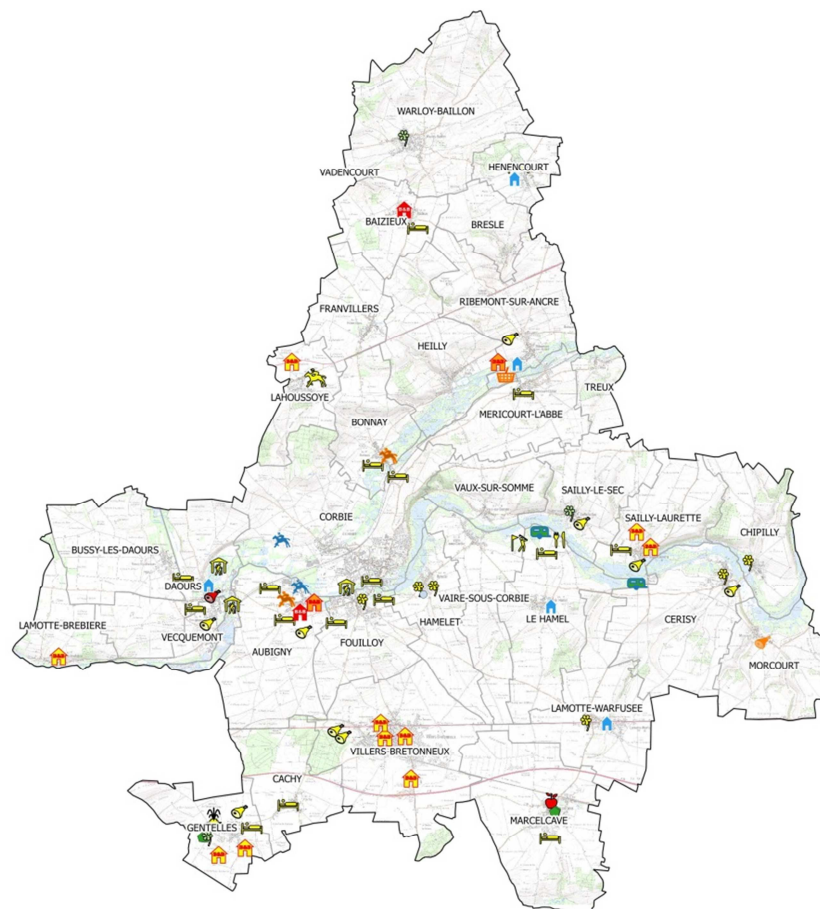 WARLOY-BAILLON
VADENCOURT
HENENCOURT
BAIZIEUX
BRESLE
RIBEMONT-SUR-ANCRE
FRANVILLERS
HEILLY
TREUX
LAHOUSSOYE
MERICOURT-L'ABBE
BONNAY
VAUX-SUR-SOMME
SAILLY-LE-SEC
CORBIE
SAILLY-LAURETTE
CHIPILLY
BUSSY-LES-DAOURS
DAOURS
VAIRE-SOUS-CORBIE
LE HAMEL
HAMELET
CERISY
LAMOTTE-BREBIERE
VECQUEMONT
FOUILLOY
AUBIGNY
MORCOURT
LAMOTTE-WARFUSEE
VILLERS-BRETONNEUX
CACHY
MARCELCAVE
GENTELLES